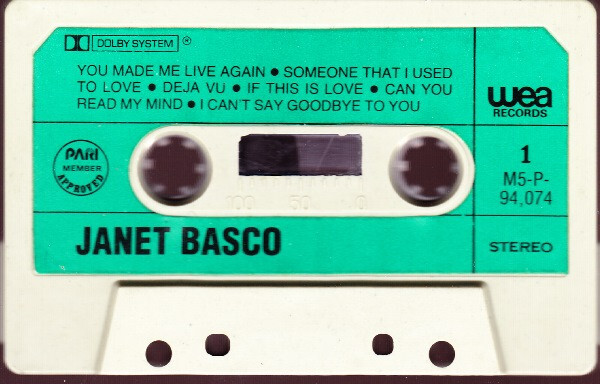 DOLBY SYSTEM ®
YOU MADE ME LIVE AGAIN • SOMEONE THAT I USED
TO LOVE • DEJA VU • IF THIS IS LOVE • CAN YOU
READ MY MIND • I CAN'T SAY GOODBYE TO YOU
wea
RECORDS
PARI
MEMBER
APPROVED
1
M5-P-
94,074
100 50 0
JANET BASCO
STEREO